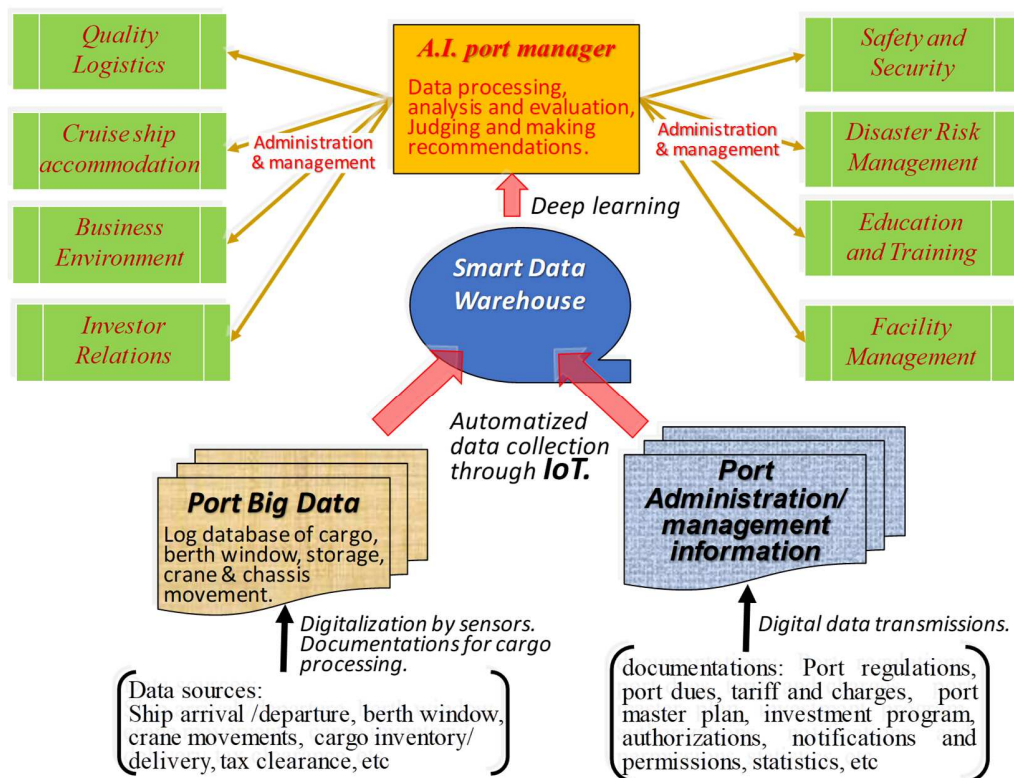 Quality
Logistics
Cruise ship
accommodation
Business
Environment
Investor
Relations
Administration
& management
A.I. port manager
Data processing,
analysis and evaluation,
Judging and making
recommendations.
Administration
& management
Safety and
Security
Disaster Risk
Management
Education
and Training
Facility
Management
Deep learning
Smart Data
Warehouse
Automatized
data collection
through IoT.
Port Big Data
Log database of cargo,
berth window, storage,
crane & chassis
movement.
Port
Administration/
management
information
Digitalization by sensors.
Documentations for cargo
processing.
Digital data transmissions.
Data sources:
Ship arrival /departure, berth window,
crane movements, cargo inventory/
delivery, tax clearance, etc
documentations: Port regulations,
port dues, tariff and charges, port
master plan, investment program,
authorizations, notifications and
permissions, statistics, etc